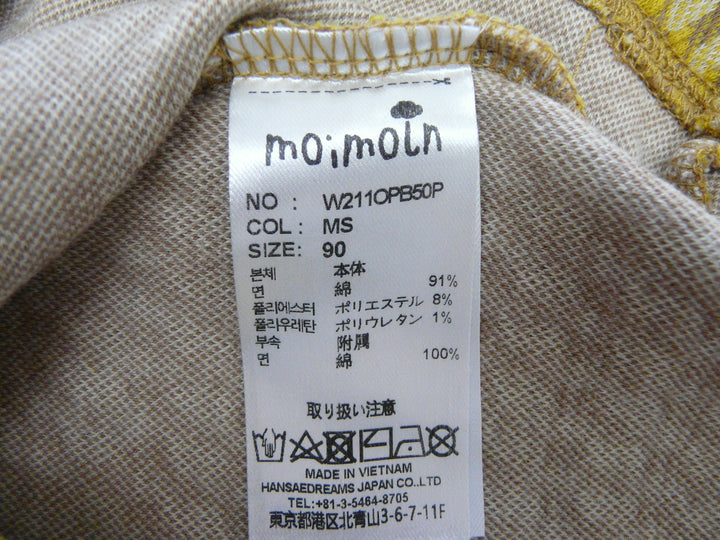 moimoln
NO : W211OPB50P
COL : MS
SIZE: 90
본체 本体
면 綿 91%
폴리에스터 ポリエステル 8%
폴리우레탄 ポリウレタン 1%
부속 附属
면 綿 100%
取り扱い注意
MADE IN VIETNAM
HANSAEDREAMS JAPAN CO.,LTD
TEL:+81-3-5464-8705
東京都港区北青山3-6-7-11F